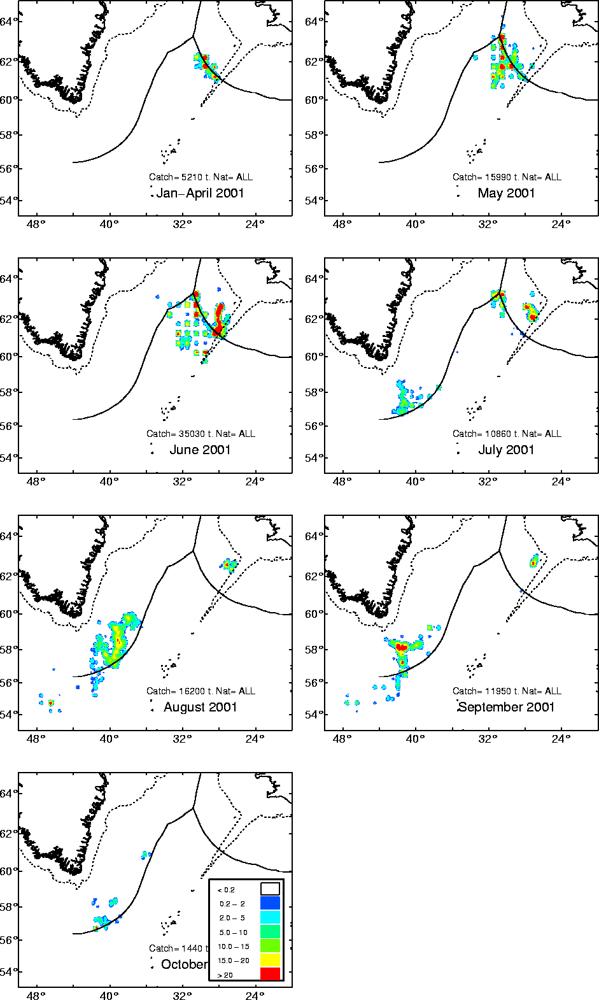 64° 64°
62° 62°
60° 60°
58° 58°
56° 56°
Catch= 5210 t. Nat= ALL Catch= 15990 t. Nat= ALL
Jan–April 2001 May 2001
54° 54°
48° 40° 32° 24° 48° 40° 32° 24°
64° 64°
62° 62°
60° 60°
58° 58°
56° 56°
Catch= 35030 t. Nat= ALL Catch= 10860 t. Nat= ALL
June 2001 July 2001
54° 54°
48° 40° 32° 24° 48° 40° 32° 24°
64° 64°
62° 62°
60° 60°
58° 58°
56° 56°
Catch= 16200 t. Nat= ALL Catch= 11950 t. Nat= ALL
August 2001 September 2001
54° 54°
48° 40° 32° 24° 48° 40° 32° 24°
64°
62°
60°
58°
56°
Catch= 1440 t
October
54°
48° 40° 32° 24°
< 0.2
0.2 – 2
2.0 – 5
5.0 – 10
10.0 – 15
15.0 – 20
> 20